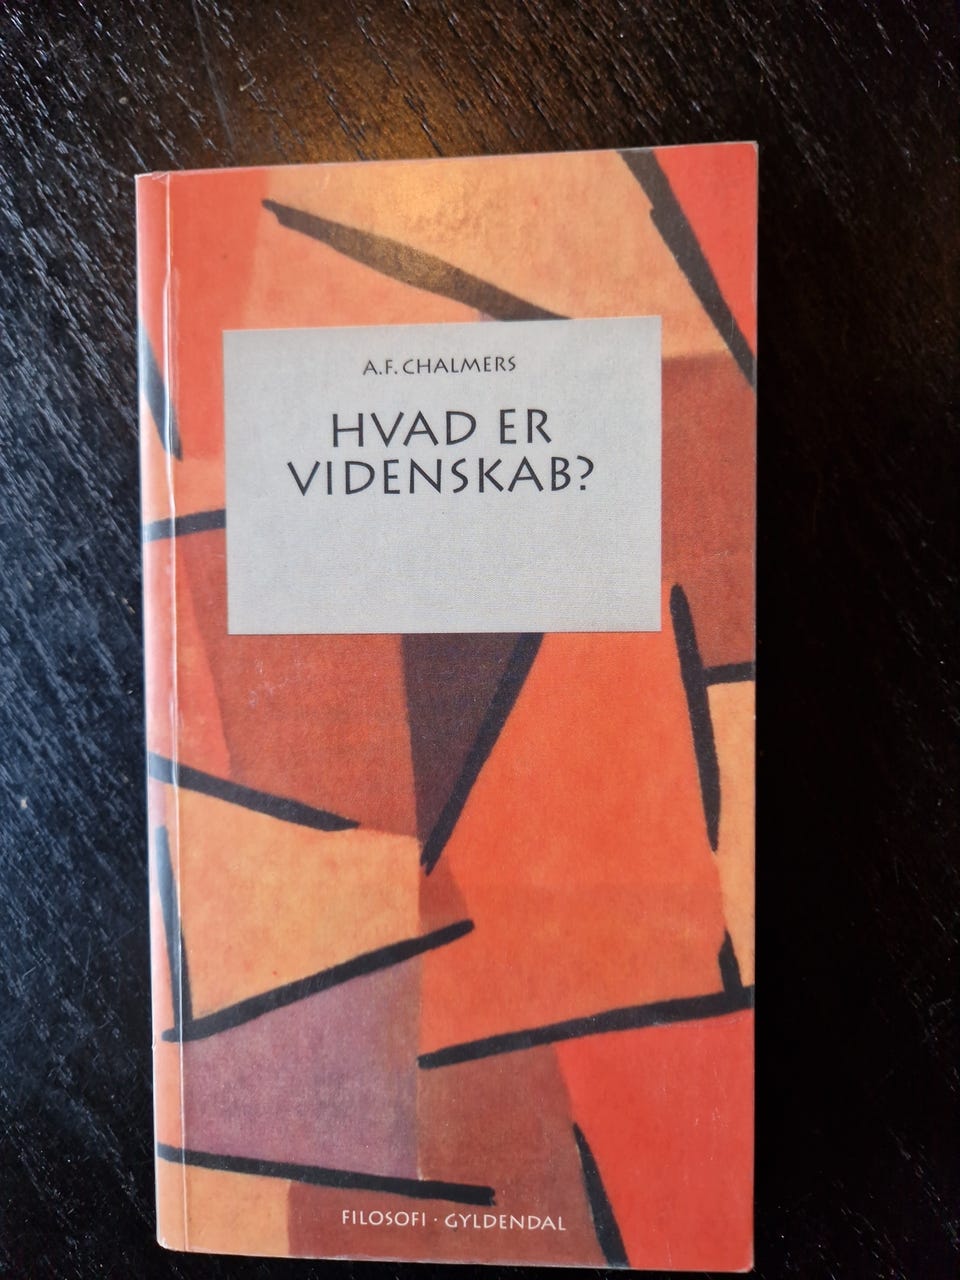 A.F. CHALMERS
HVAD ER
VIDENSKAB?
FILOSOFI · GYLDENDAL